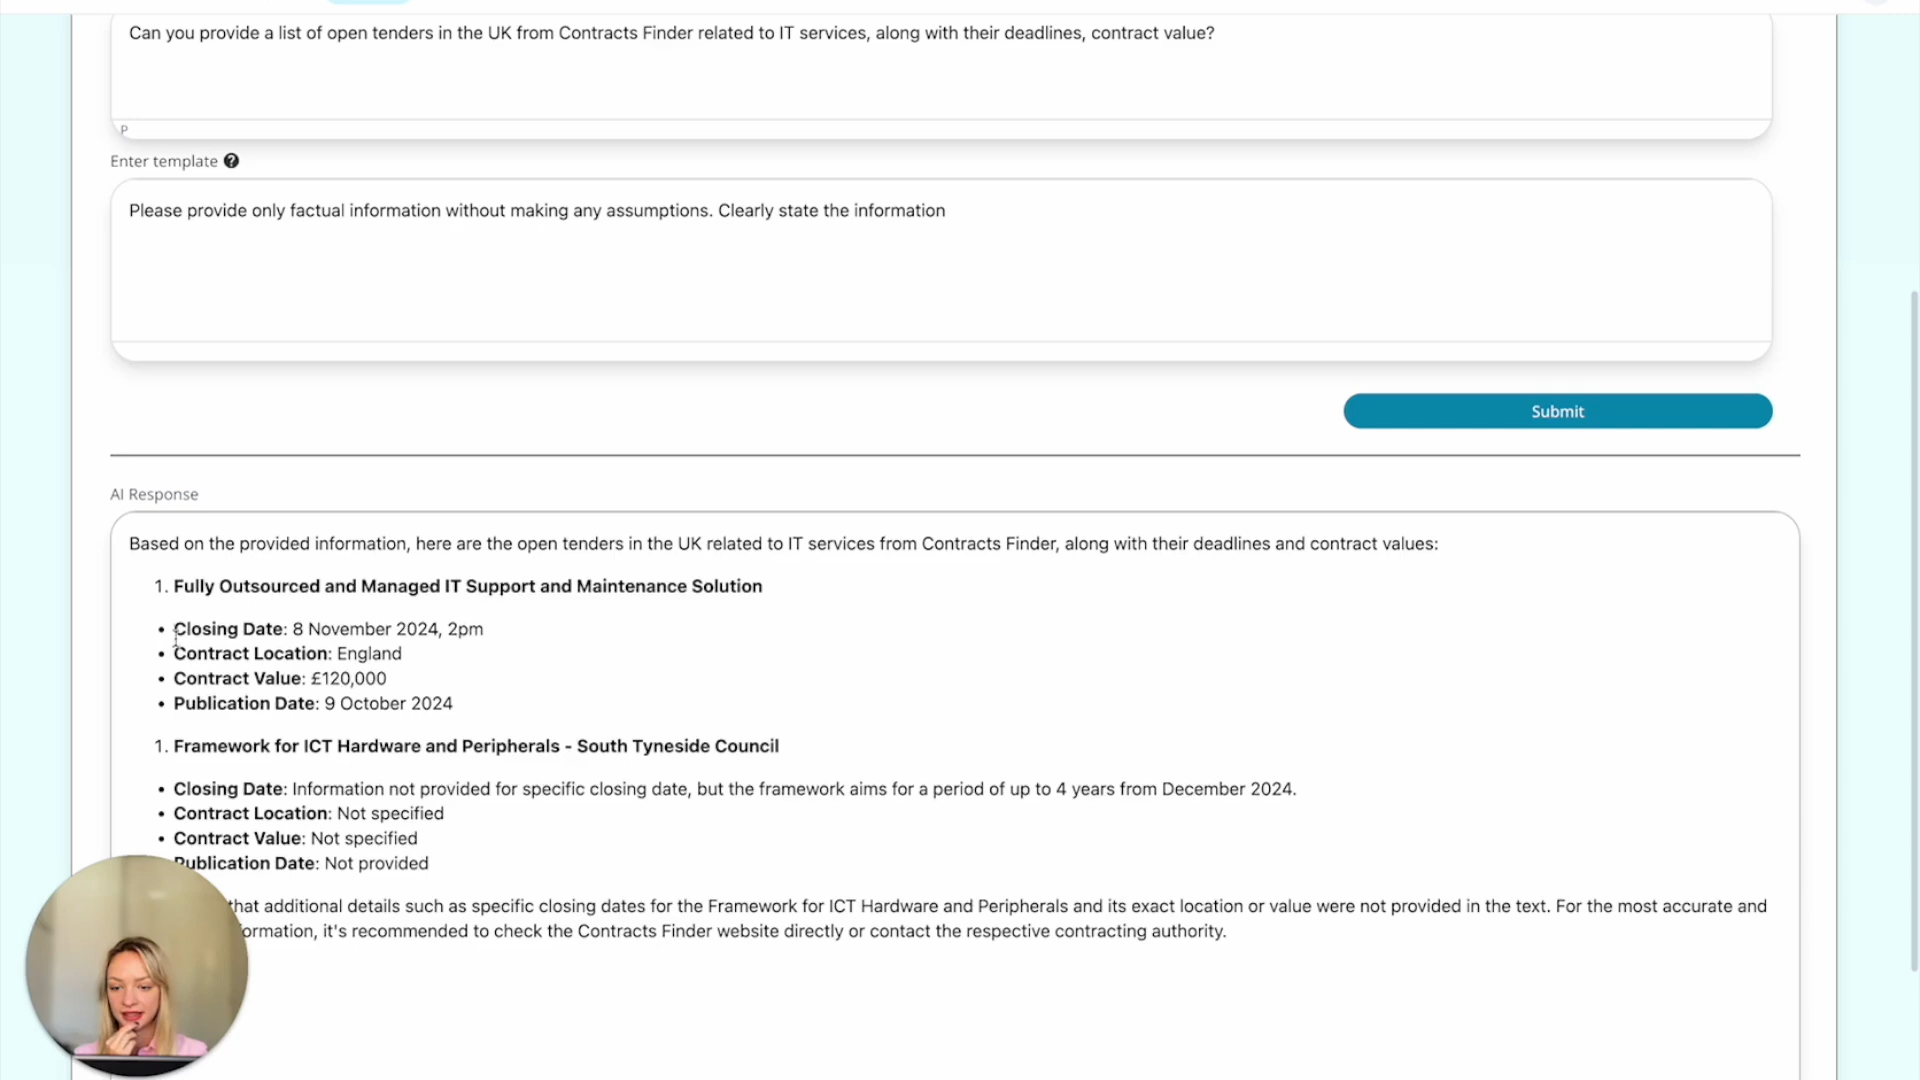 Can you provide a list of open tenders in the UK from Contracts Finder related to IT services, along with their deadlines, contract value?
P
Enter template ?
Please provide only factual information without making any assumptions. Clearly state the information
Submit
AI Response
Based on the provided information, here are the open tenders in the UK related to IT services from Contracts Finder, along with their deadlines and contract values:
1. Fully Outsourced and Managed IT Support and Maintenance Solution
• Closing Date: 8 November 2024, 2pm
• Contract Location: England
• Contract Value: £120,000
• Publication Date: 9 October 2024
1. Framework for ICT Hardware and Peripherals - South Tyneside Council
• Closing Date: Information not provided for specific closing date, but the framework aims for a period of up to 4 years from December 2024.
• Contract Location: Not specified
• Contract Value: Not specified
Publication Date: Not provided
that additional details such as specific closing dates for the Framework for ICT Hardware and Peripherals and its exact location or value were not provided in the text. For the most accurate and
ormation, it's recommended to check the Contracts Finder website directly or contact the respective contracting authority.